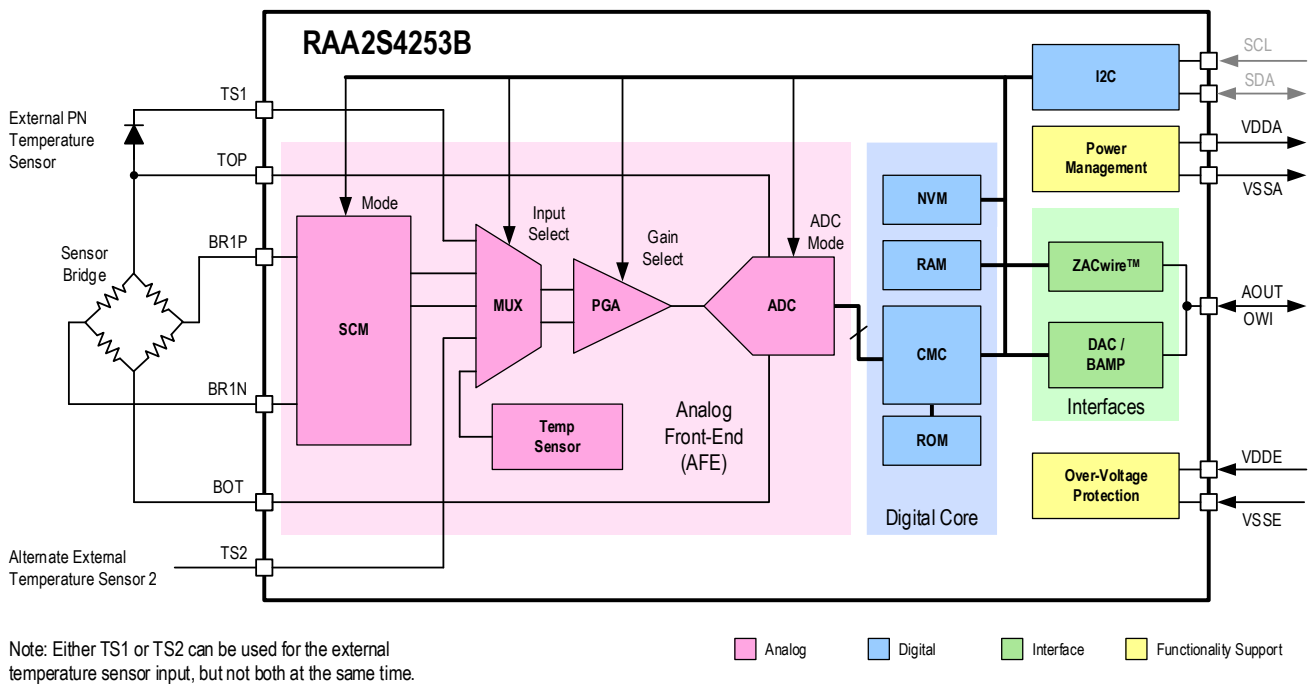 RAA2S4253B
SCL
I2C
SDA
TS1
External PN
Temperature
Sensor
VDDA
Power
Management
TOP
VSSA
Mode
NVM
Input
Select
ADC
Mode
BR1P
Gain
Select
Sensor
Bridge
RAM
ZACwire™
MUX
PGA
ADC
AOUT
OWI
SCM
CMC
DAC /
BAMP
BR1N
Interfaces
Analog
Front-End
(AFE)
Temp
Sensor
ROM
VDDE
Over-Voltage
Protection
BOT
VSSE
Digital Core
TS2
Alternate External
Temperature Sensor 2
Note: Either TS1 or TS2 can be used for the external
temperature sensor input, but not both at the same time.
Analog
Digital
Interface
Functionality Support